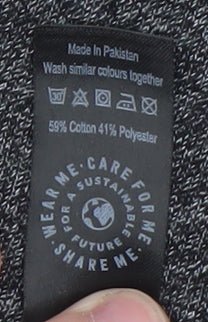 Made In Pakistan
Wash similar colours together
30
59% Cotton 41% Polyester
WEAR ME · CARE FOR ME · SHARE ME ·
FOR A SUSTAINABLE FUTURE